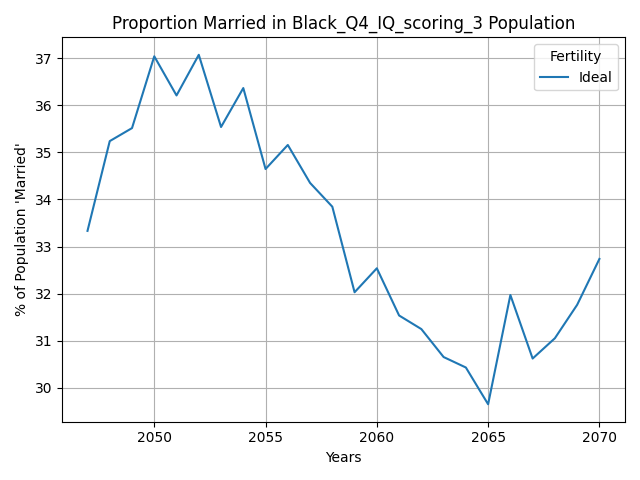 Proportion Married in Black_Q4_IQ_scoring_3 Population
Fertility
Ideal
% of Population 'Married'
37
36
35
34
33
32
31
30
2050
2055
2060
2065
2070
Years